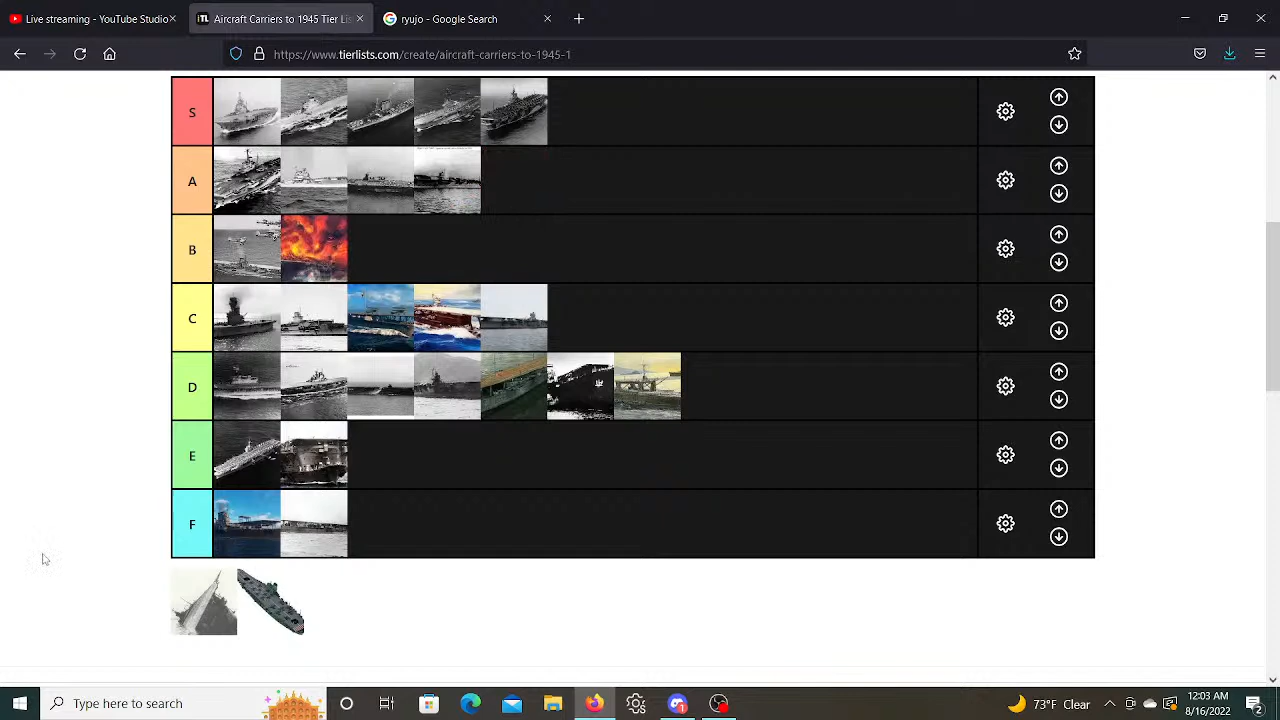 Live streaming - YouTube Studio
Aircraft Carriers to 1945 Tier Li
ryujo - Google Search
https://www.tierlists.com/create/aircraft-carriers-to-1945-1
S
A
B
C
D
E
F
Type here to search
73°F Clear
12:03 AM
8/16/2022